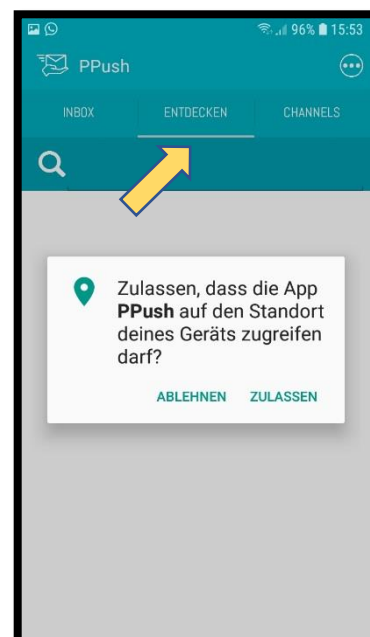 96% 15:53
PPush
INBOX ENTDECKEN CHANNELS
Zulassen, dass die App
PPush auf den Standort
deines Geräts zugreifen
darf?
ABLEHNEN ZULASSEN